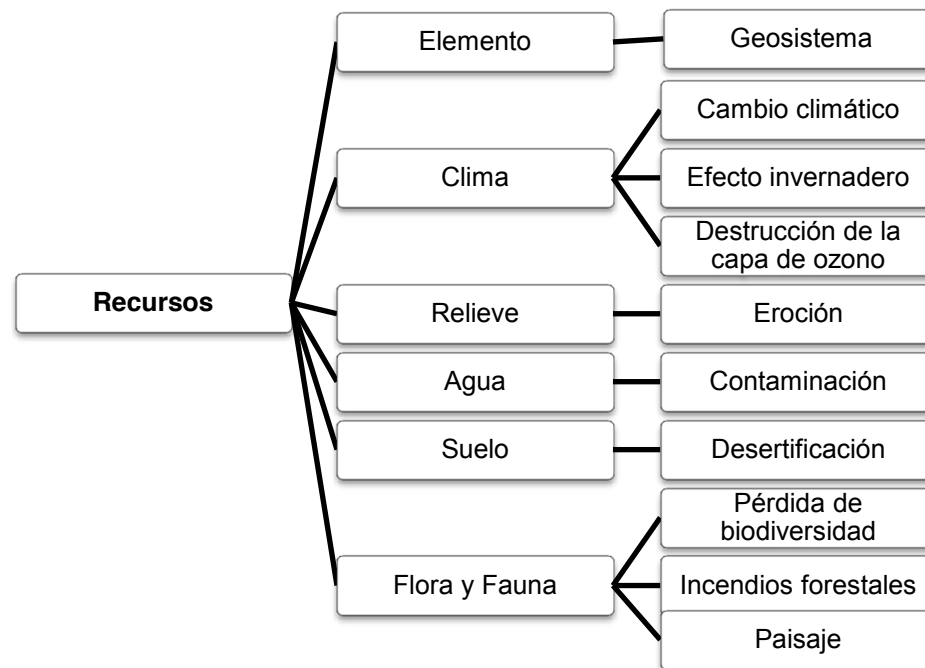 Recursos
Elemento
Geosistema
Clima
Cambio climático
Efecto invernadero
Destrucción de la
capa de ozono
Relieve
Eroción
Agua
Contaminación
Suelo
Desertificación
Flora y Fauna
Pérdida de
biodiversidad
Incendios forestales
Paisaje